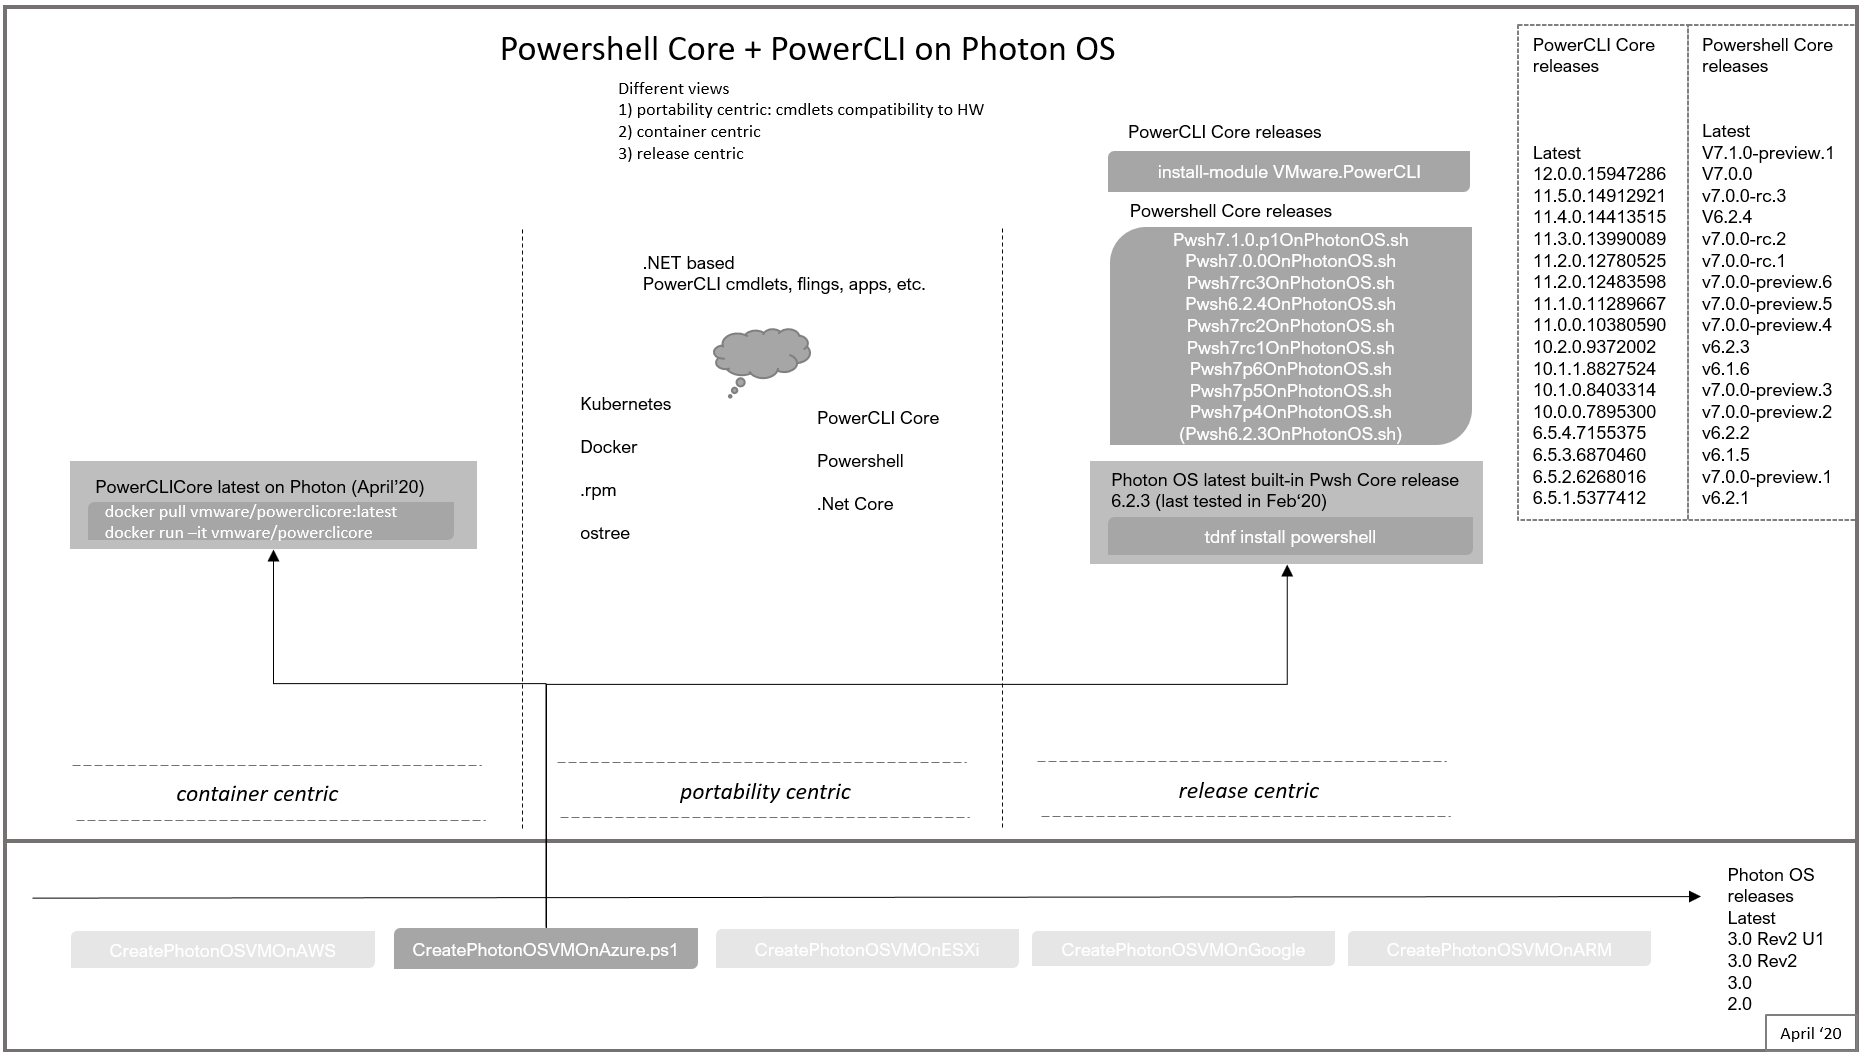 Powershell Core + PowerCLI on Photon OS
Different views
1) portability centric: cmdlets compatibility to HW
2) container centric
3) release centric
PowerCLICore latest on Photon (April’20)
docker pull vmware/powerclicore:latest
docker run –it vmware/powerclicore
.NET based
PowerCLI cmdlets, flings, apps, etc.
Kubernetes
Docker
.rpm
ostree
PowerCLI Core
Powershell
.Net Core
PowerCLI Core releases
install-module VMware.PowerCLI
Powershell Core releases
Pwsh7.1.0.p1OnPhotonOS.sh
Pwsh7.0.0OnPhotonOS.sh
Pwsh7rc3OnPhotonOS.sh
Pwsh6.2.4OnPhotonOS.sh
Pwsh7rc2OnPhotonOS.sh
Pwsh7rc1OnPhotonOS.sh
Pwsh7p6OnPhotonOS.sh
Pwsh7p5OnPhotonOS.sh
Pwsh7p4OnPhotonOS.sh
(Pwsh6.2.3OnPhotonOS.sh)
Photon OS latest built-in Pwsh Core release
6.2.3 (last tested in Feb‘20)
tdnf install powershell
PowerCLI Core
releases
Latest
12.0.0.15947286
11.5.0.14912921
11.4.0.14413515
11.3.0.13990089
11.2.0.12780525
11.2.0.12483598
11.1.0.11289667
11.0.0.10380590
10.2.0.9372002
10.1.1.8827524
10.1.0.8403314
10.0.0.7895300
6.5.4.7155375
6.5.3.6870460
6.5.2.6268016
6.5.1.5377412
Powershell Core
releases
Latest
V7.1.0-preview.1
V7.0.0
v7.0.0-rc.3
V6.2.4
v7.0.0-rc.2
v7.0.0-rc.1
v7.0.0-preview.6
v7.0.0-preview.5
v7.0.0-preview.4
v6.2.3
v6.1.6
v7.0.0-preview.3
v7.0.0-preview.2
v6.2.2
v6.1.5
v7.0.0-preview.1
v6.2.1
container centric
portability centric
release centric
CreatePhotonOSVMOnAWS
CreatePhotonOSVMOnAzure.ps1
CreatePhotonOSVMOnESXi
CreatePhotonOSVMOnGoogle
CreatePhotonOSVMOnARM
Photon OS
releases
Latest
3.0 Rev2 U1
3.0 Rev2
3.0
2.0
April ‘20